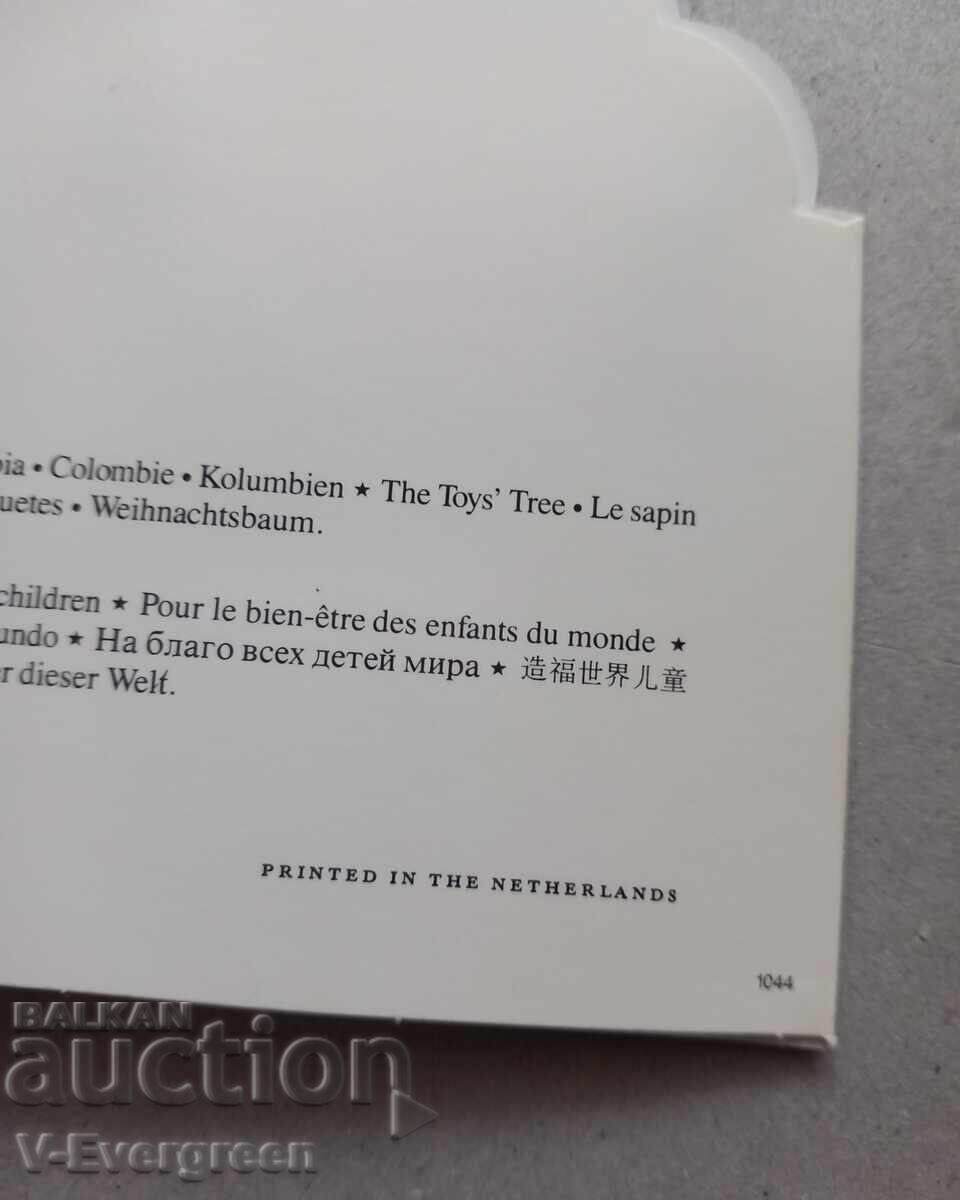 bia • Colombie • Kolumbien ★ The Toys' Tree • Le sapin
uetes • Weihnachtsbaum.
children ★ Pour le bien-être des enfants du monde ★
undo ★ На благо всех детей мира ★ 造福世界儿童
er dieser Welt.
PRINTED IN THE NETHERLANDS
1044
BALKAN
auction
V-Evergreen